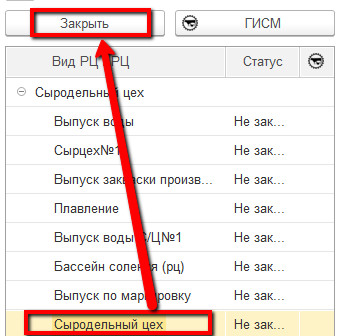 Закрыть
ГИСМ
Вид РЦ РЦ
Статус
Сыродельный цех
Выпуск воды
Не зак...
Сырцех№1
Не зак...
Выпуск закваски произв...
Не зак...
Плавление
Не зак...
Выпуск воды С/Ц№1
Не зак...
Бассейн соления (рц)
Не зак...
Выпуск по маркировку
Не зак...
Сыродельный цех
Не зак...